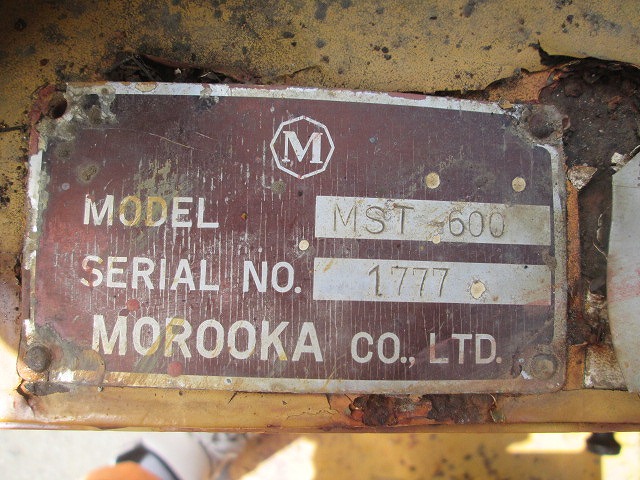 M
MODEL MST-600
SERIAL NO. 1777
MOROOKA CO., LTD.